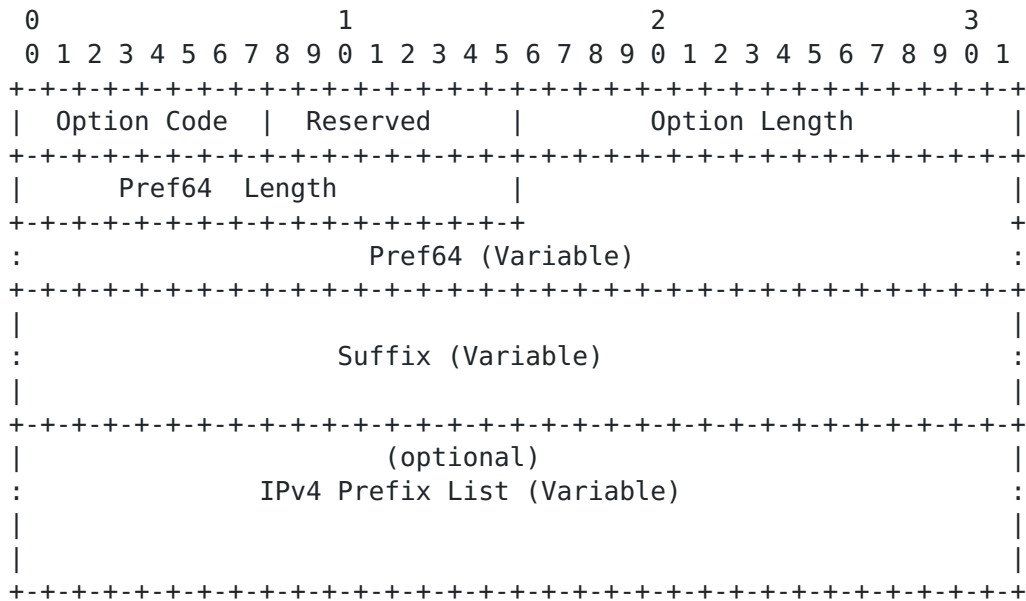 0                   1                   2                   3
 0 1 2 3 4 5 6 7 8 9 0 1 2 3 4 5 6 7 8 9 0 1 2 3 4 5 6 7 8 9 0 1
+-+-+-+-+-+-+-+-+-+-+-+-+-+-+-+-+-+-+-+-+-+-+-+-+-+-+-+-+-+-+-+-+
|  Option Code  |  Reserved     |        Option Length          |
+-+-+-+-+-+-+-+-+-+-+-+-+-+-+-+-+-+-+-+-+-+-+-+-+-+-+-+-+-+-+-+-+
|      Pref64  Length           |                               |
+-+-+-+-+-+-+-+-+-+-+-+-+-+-+-+-+                               +
:                      Pref64 (Variable)                        :
+-+-+-+-+-+-+-+-+-+-+-+-+-+-+-+-+-+-+-+-+-+-+-+-+-+-+-+-+-+-+-+-+
|                                                               |
:                    Suffix (Variable)                          :
|                                                               |
+-+-+-+-+-+-+-+-+-+-+-+-+-+-+-+-+-+-+-+-+-+-+-+-+-+-+-+-+-+-+-+-+
|                       (optional)                              |
:               IPv4 Prefix List (Variable)                     :
|                                                               |
|                                                               |
+-+-+-+-+-+-+-+-+-+-+-+-+-+-+-+-+-+-+-+-+-+-+-+-+-+-+-+-+-+-+-+-+